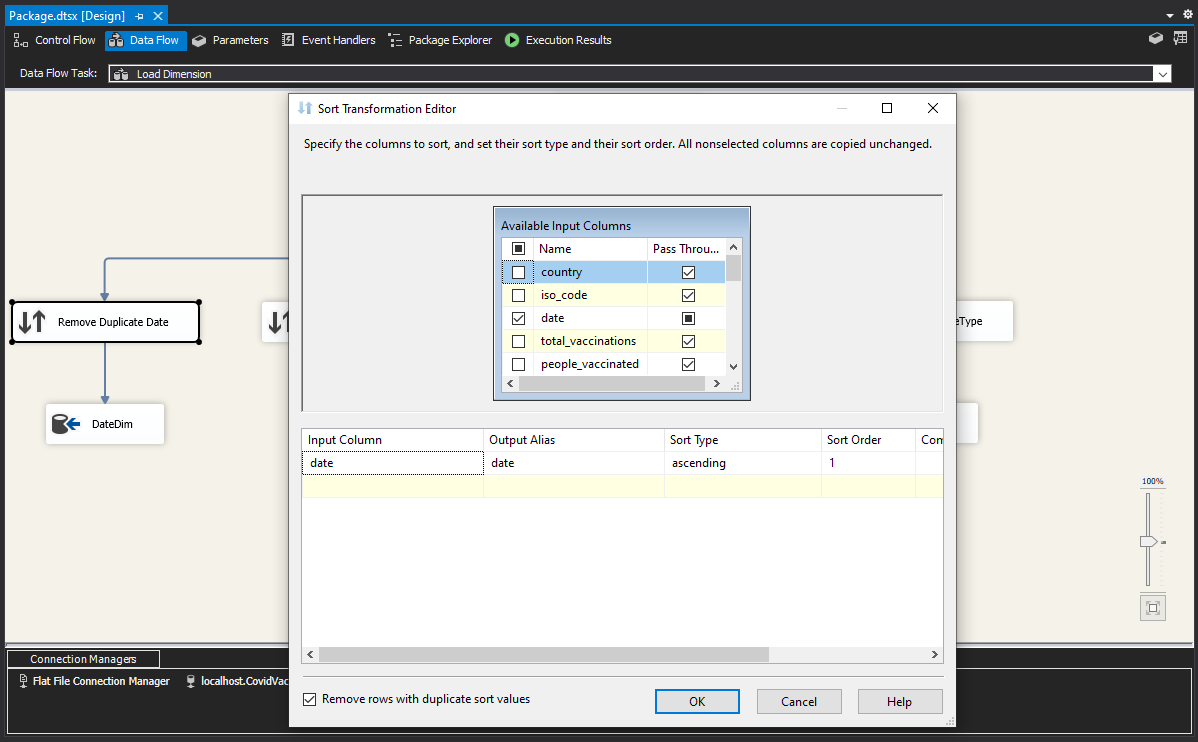 Package.dtsx [Design]
Control Flow Data Flow Parameters Event Handlers Package Explorer Execution Results
Data Flow Task: Load Dimension
Sort Transformation Editor
Specify the columns to sort, and set their sort type and their sort order. All nonselected columns are copied unchanged.
Available Input Columns
Name Pass Throu...
country
iso_code
date
total_vaccinations
people_vaccinated
Remove Duplicate Date
eType
DateDim
Input Column Output Alias Sort Type Sort Order Com
date date ascending 1
100%
Connection Managers
Flat File Connection Manager localhost.CovidVac
Remove rows with duplicate sort values
OK Cancel Help